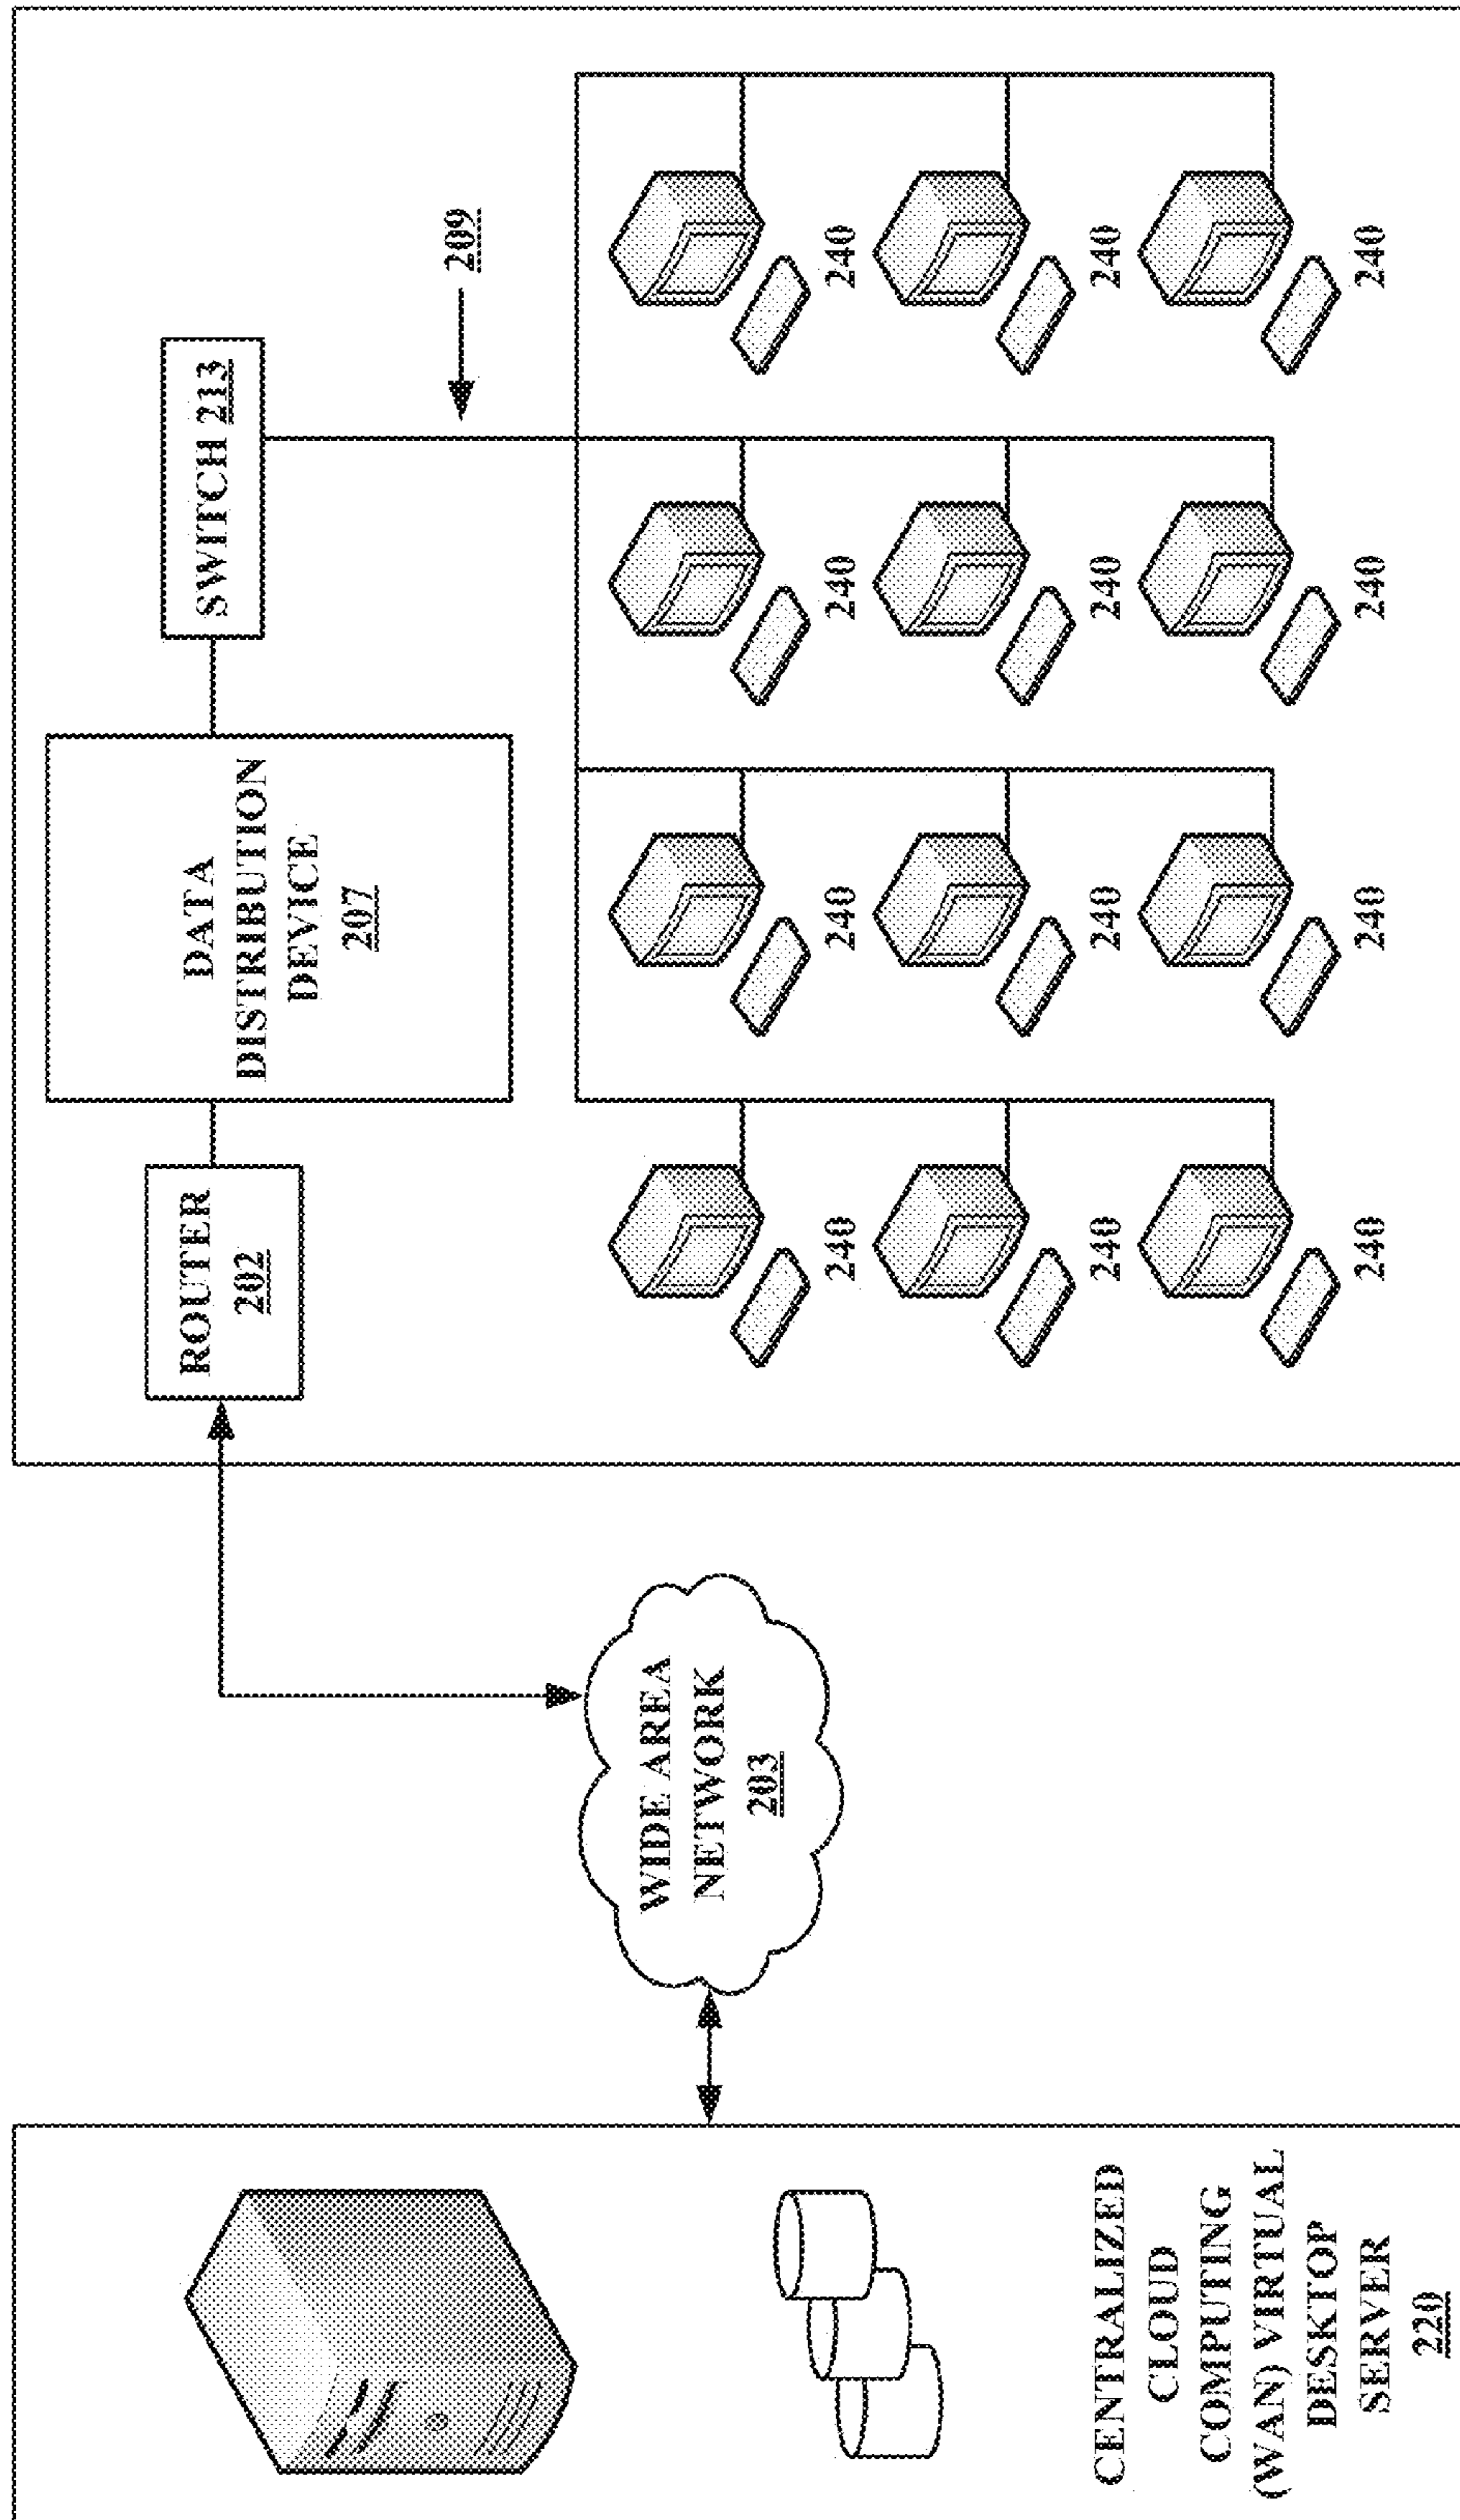 CENTRALIZED
CLOUD
COMPUTING
(WAN) VIRTUAL
DESKTOP
SERVER
220
WIDE AREA
NETWORK
203
ROUTER
202
DATA
DISTRIBUTION
DEVICE
207
SWITCH 213
209
240
240
240
240
240
240
240
240
240
240
240
240